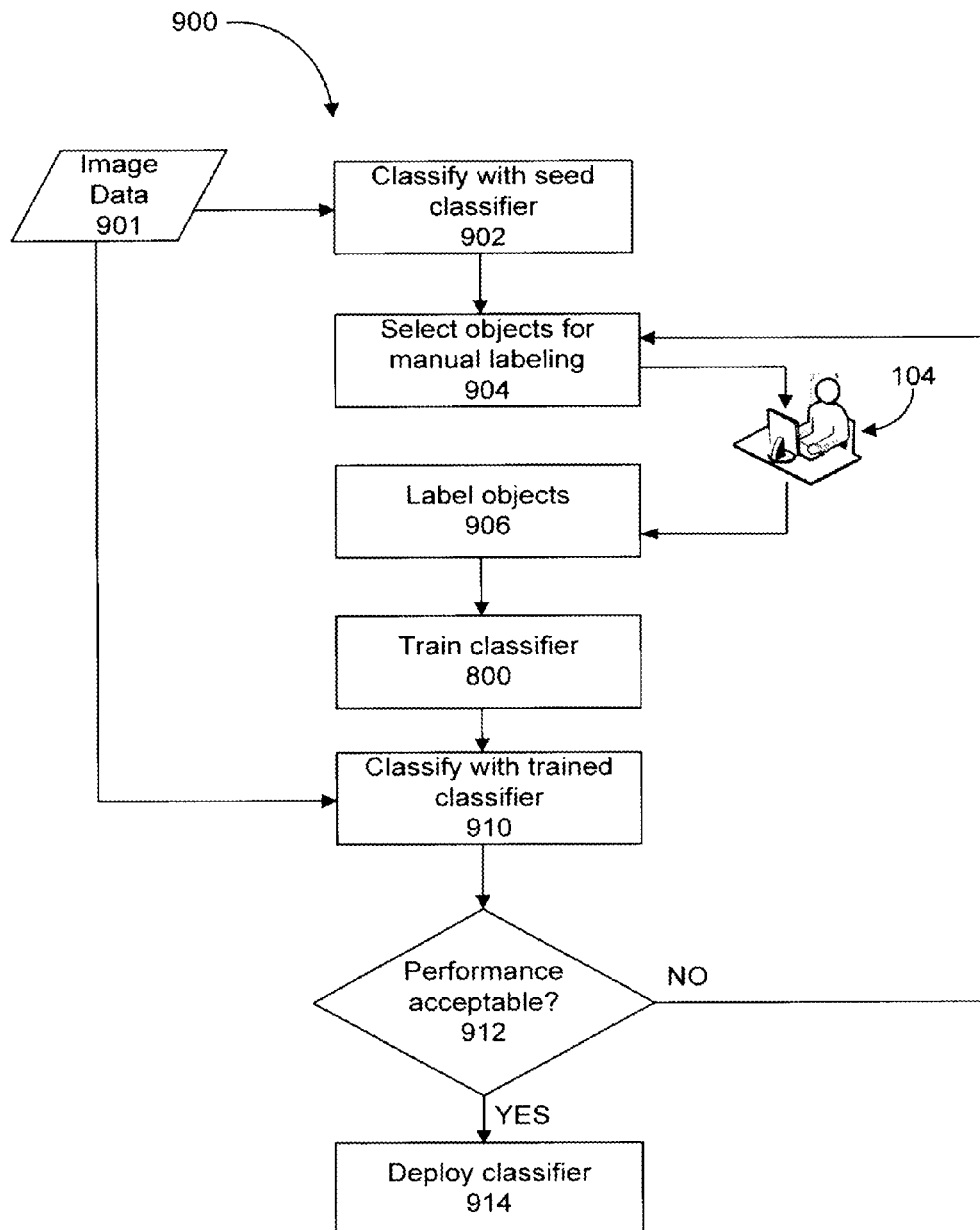 900
Image
Data
901
Classify with seed
classifier
902
Select objects for
manual labeling
904
104
Label objects
906
Train classifier
800
Classify with trained
classifier
910
Performance
acceptable?
912
NO
YES
Deploy classifier
914